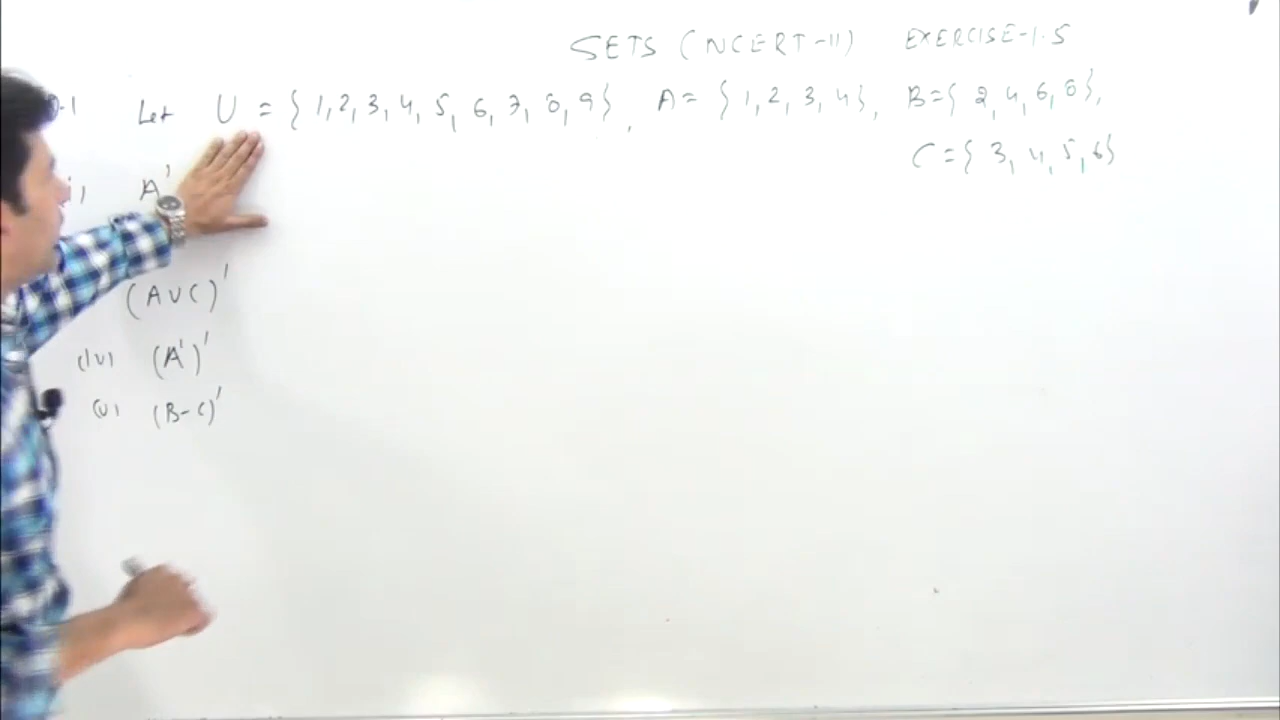 SETS (NCERT-11) EXERCISE-1.5
Let U = { 1, 2, 3, 4, 5, 6, 7, 8, 9 }, A = { 1, 2, 3, 4 }, B = { 2, 4, 6, 8 },
C = { 3, 4, 5, 6 }
A'
(A∪C)'
(iv) (A')'
(v) (B-C)'